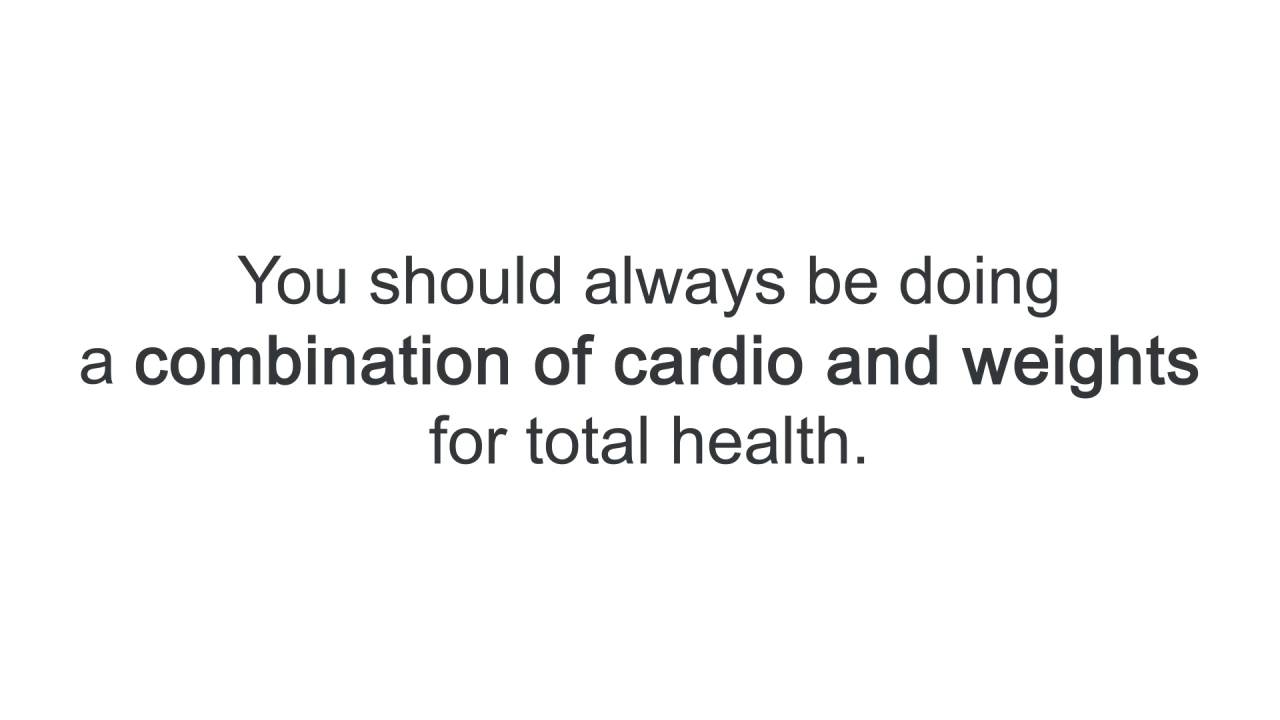 You should always be doing
a combination of cardio and weights
for total health.